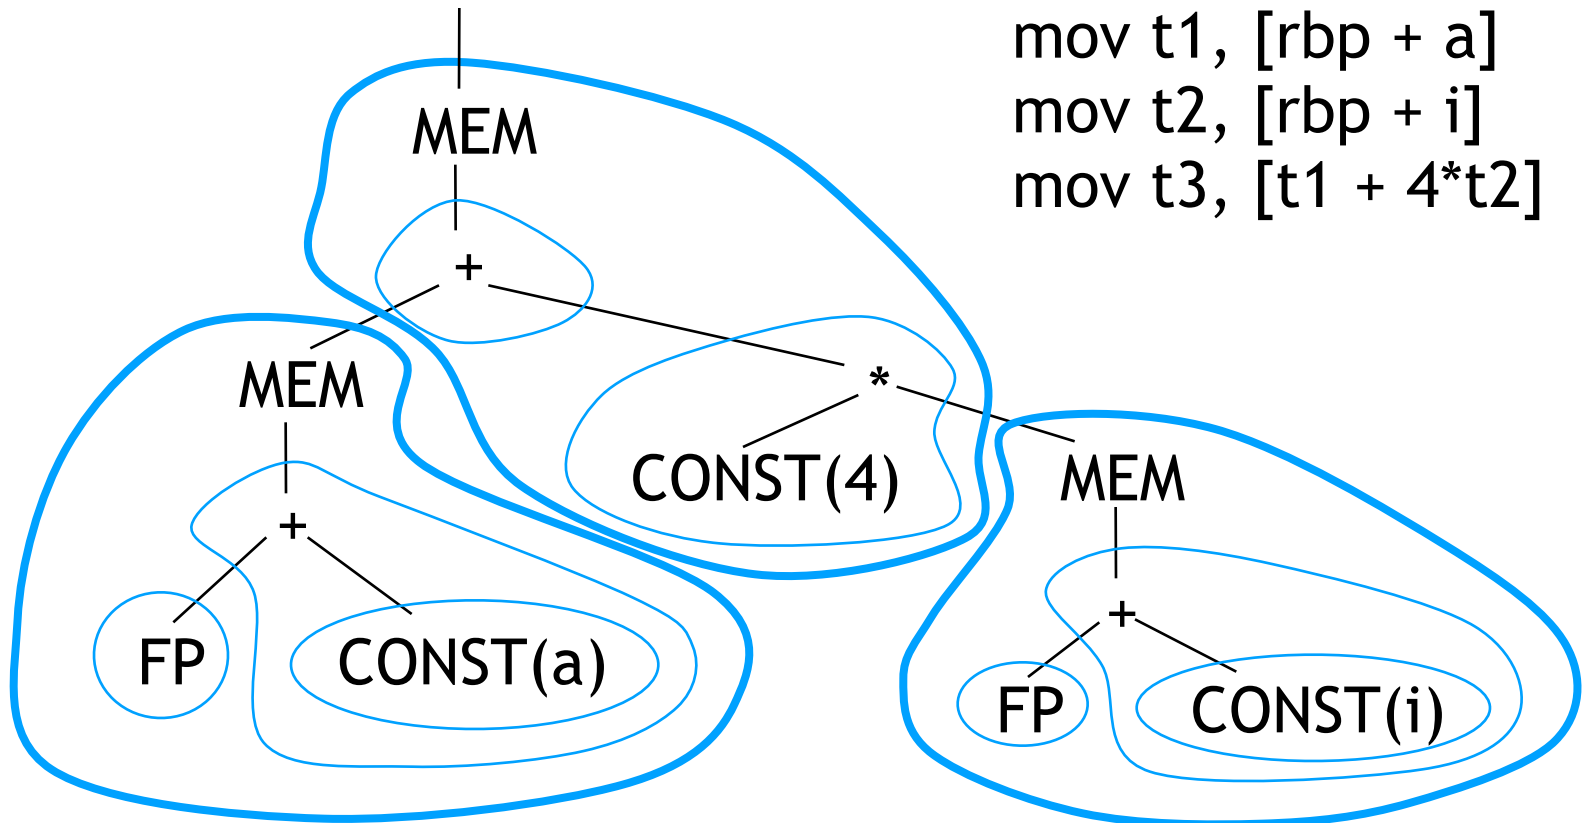 mov t1, [rbp + a]
mov t2, [rbp + i]
mov t3, [t1 + 4*t2]
MEM
+
MEM
*
CONST(4)
MEM
+
+
FP
CONST(a)
FP
CONST(i)